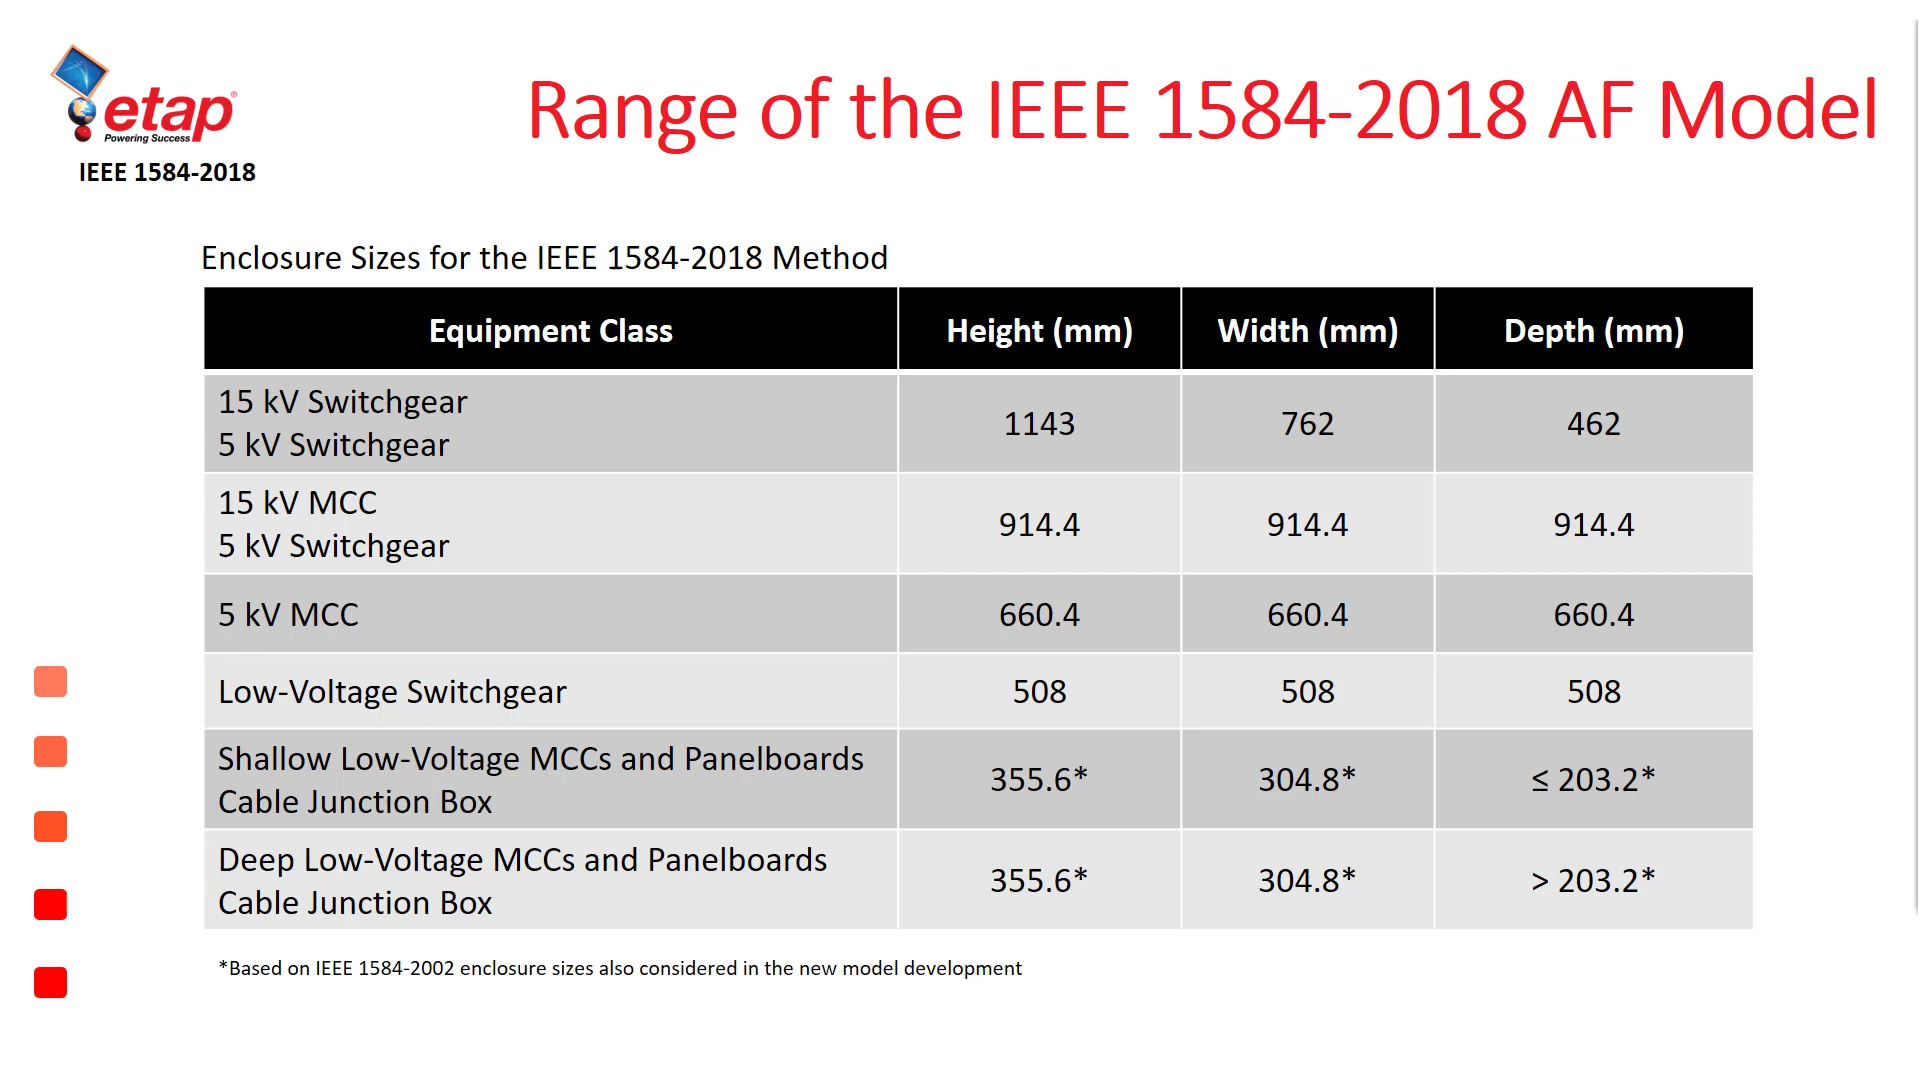 etap®
Powering Success
IEEE 1584-2018
Range of the IEEE 1584-2018 AF Model
Enclosure Sizes for the IEEE 1584-2018 Method
Equipment Class Height (mm) Width (mm) Depth (mm)
15 kV Switchgear
5 kV Switchgear
1143 762 462
15 kV MCC
5 kV Switchgear
914.4 914.4 914.4
5 kV MCC 660.4 660.4 660.4
Low-Voltage Switchgear 508 508 508
Shallow Low-Voltage MCCs and Panelboards
Cable Junction Box
355.6* 304.8* ≤ 203.2*
Deep Low-Voltage MCCs and Panelboards
Cable Junction Box
355.6* 304.8* > 203.2*
*Based on IEEE 1584-2002 enclosure sizes also considered in the new model development